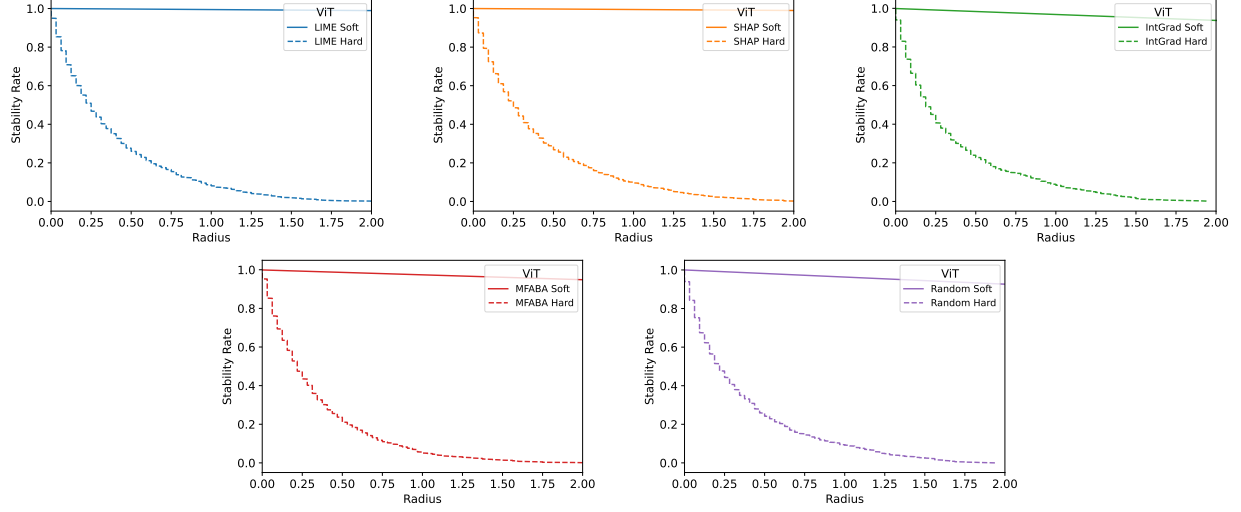 ViT
LIME Soft
LIME Hard
1.0
0.8
0.6
0.4
0.2
0.0
Stability Rate
0.00 0.25 0.50 0.75 1.00 1.25 1.50 1.75 2.00
Radius
ViT
SHAP Soft
SHAP Hard
1.0
0.8
0.6
0.4
0.2
0.0
Stability Rate
0.00 0.25 0.50 0.75 1.00 1.25 1.50 1.75 2.00
Radius
ViT
IntGrad Soft
IntGrad Hard
1.0
0.8
0.6
0.4
0.2
0.0
Stability Rate
0.00 0.25 0.50 0.75 1.00 1.25 1.50 1.75 2.00
Radius
ViT
MFABA Soft
MFABA Hard
1.0
0.8
0.6
0.4
0.2
0.0
Stability Rate
0.00 0.25 0.50 0.75 1.00 1.25 1.50 1.75 2.00
Radius
ViT
Random Soft
Random Hard
1.0
0.8
0.6
0.4
0.2
0.0
Stability Rate
0.00 0.25 0.50 0.75 1.00 1.25 1.50 1.75 2.00
Radius